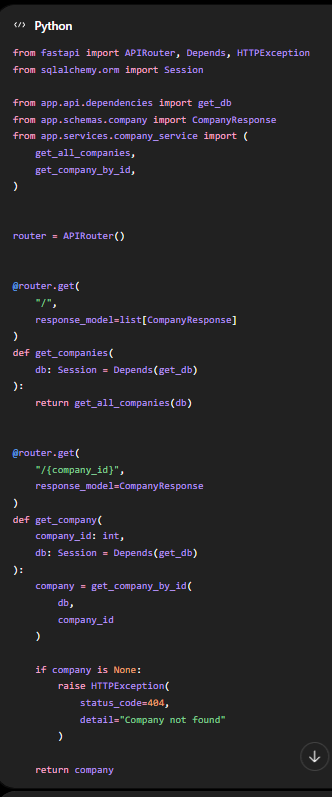 Python
from fastapi import APIRouter, Depends, HTTPException
from sqlalchemy.orm import Session

from app.api.dependencies import get_db
from app.schemas.company import CompanyResponse
from app.services.company_service import (
    get_all_companies,
    get_company_by_id,
)


router = APIRouter()


@router.get(
    "/",
    response_model=list[CompanyResponse]
)
def get_companies(
    db: Session = Depends(get_db)
):
    return get_all_companies(db)


@router.get(
    "/{company_id}",
    response_model=CompanyResponse
)
def get_company(
    company_id: int,
    db: Session = Depends(get_db)
):
    company = get_company_by_id(
        db,
        company_id
    )

    if company is None:
        raise HTTPException(
            status_code=404,
            detail="Company not found"
        )

    return company